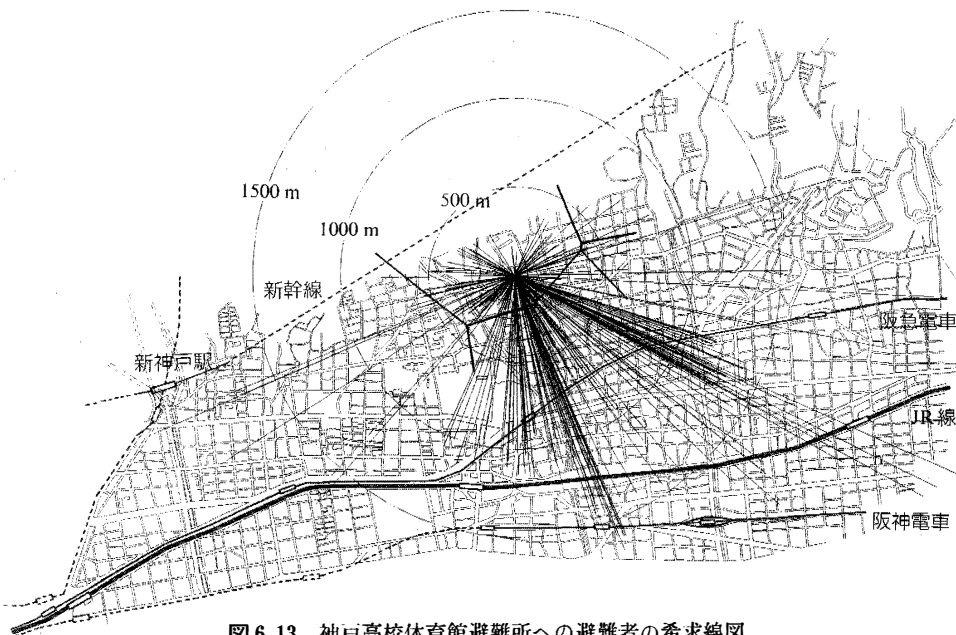 1500 m
500 m
1000 m
新幹線
阪急電車
新神戸駅
JR線
阪神電車
図 6.13 神戸高校体育館避難所への避難者の希求線図